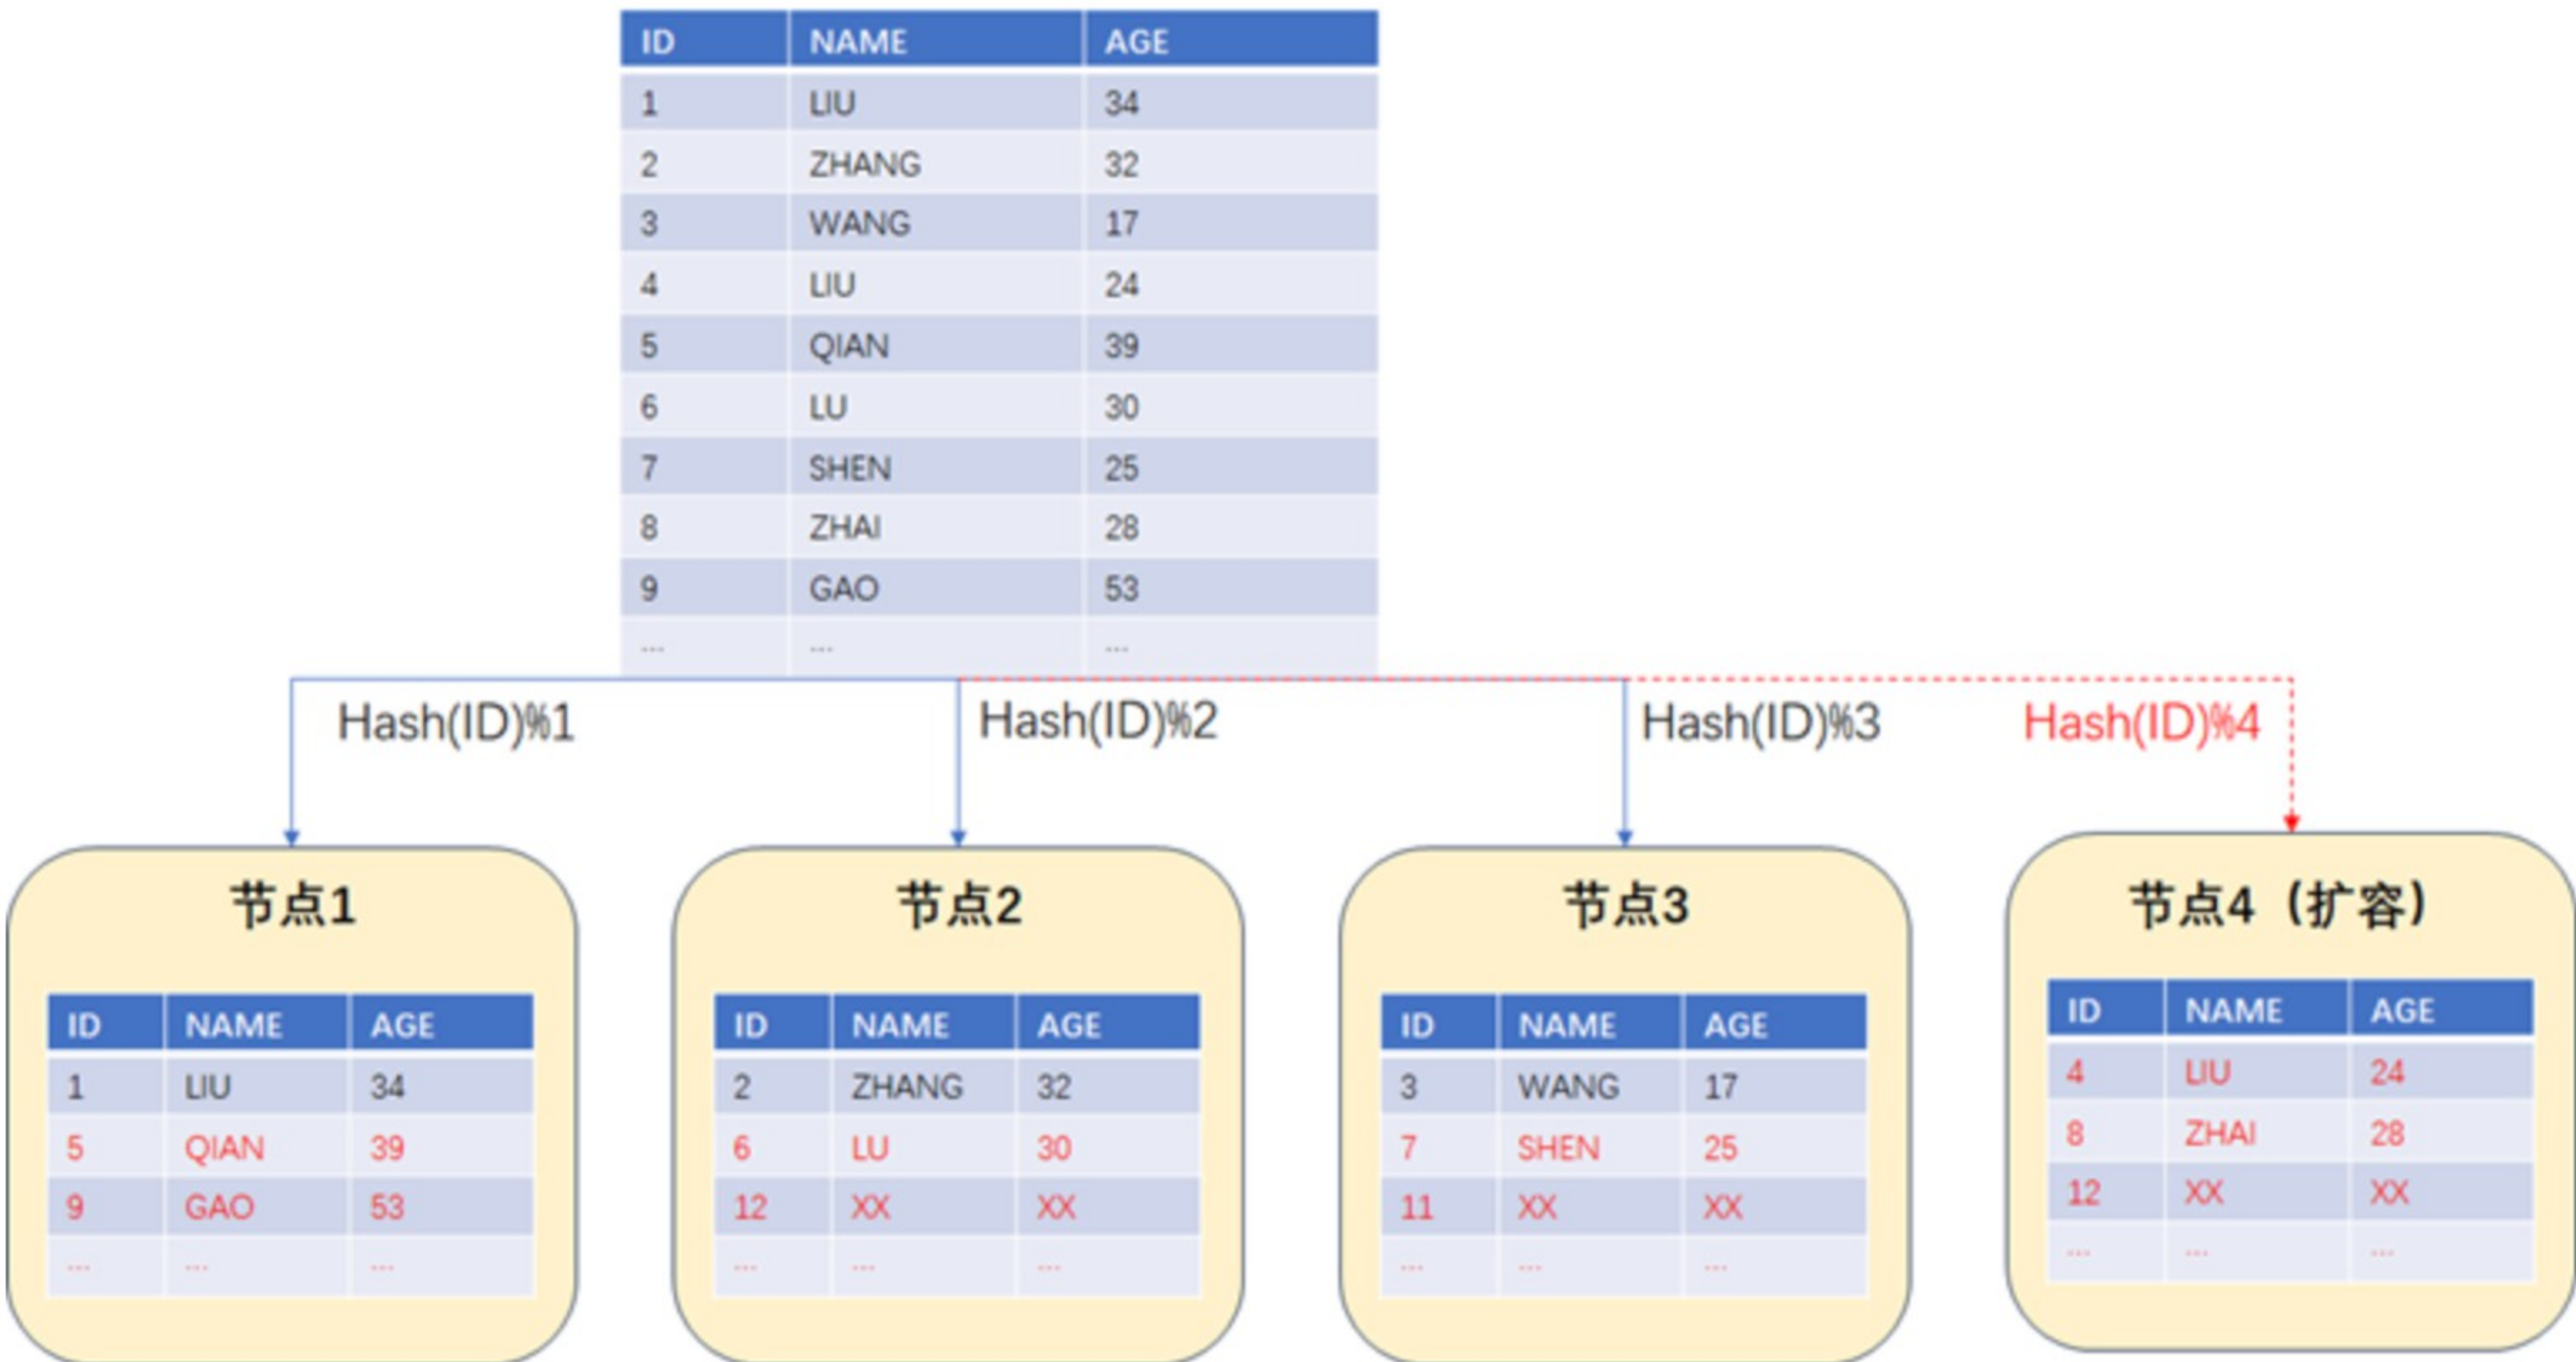 ID NAME AGE
1 LIU 34
2 ZHANG 32
3 WANG 17
4 LIU 24
5 QIAN 39
6 LU 30
7 SHEN 25
8 ZHAI 28
9 GAO 53
... ... ...
Hash(ID)%1
Hash(ID)%2
Hash(ID)%3
Hash(ID)%4
节点1
ID NAME AGE
1 LIU 34
5 QIAN 39
9 GAO 53
... ... ...
节点2
ID NAME AGE
2 ZHANG 32
6 LU 30
12 XX XX
... ... ...
节点3
ID NAME AGE
3 WANG 17
7 SHEN 25
11 XX XX
... ... ...
节点4（扩容）
ID NAME AGE
4 LIU 24
8 ZHAI 28
12 XX XX
... ... ...